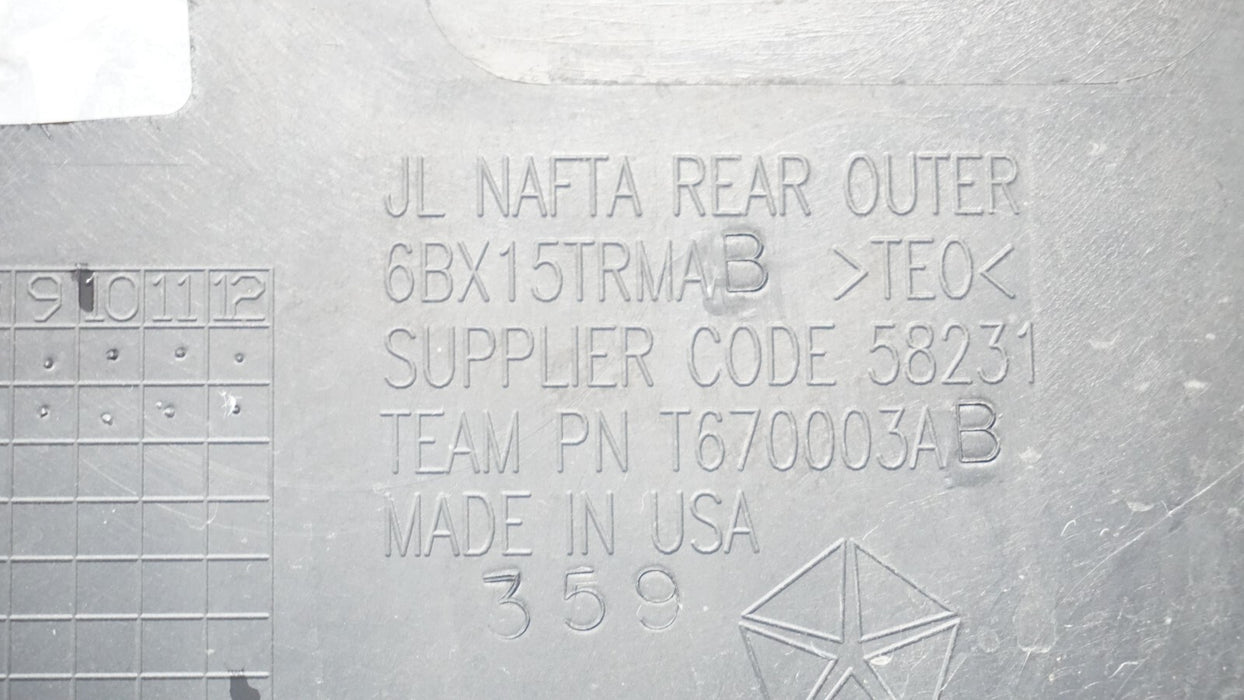 JL NAFTA REAR OUTER
6BX15TRMAB >TEO<
SUPPLIER CODE 58231
TEAM PN T670003AB
MADE IN USA
359
9 10 11 12